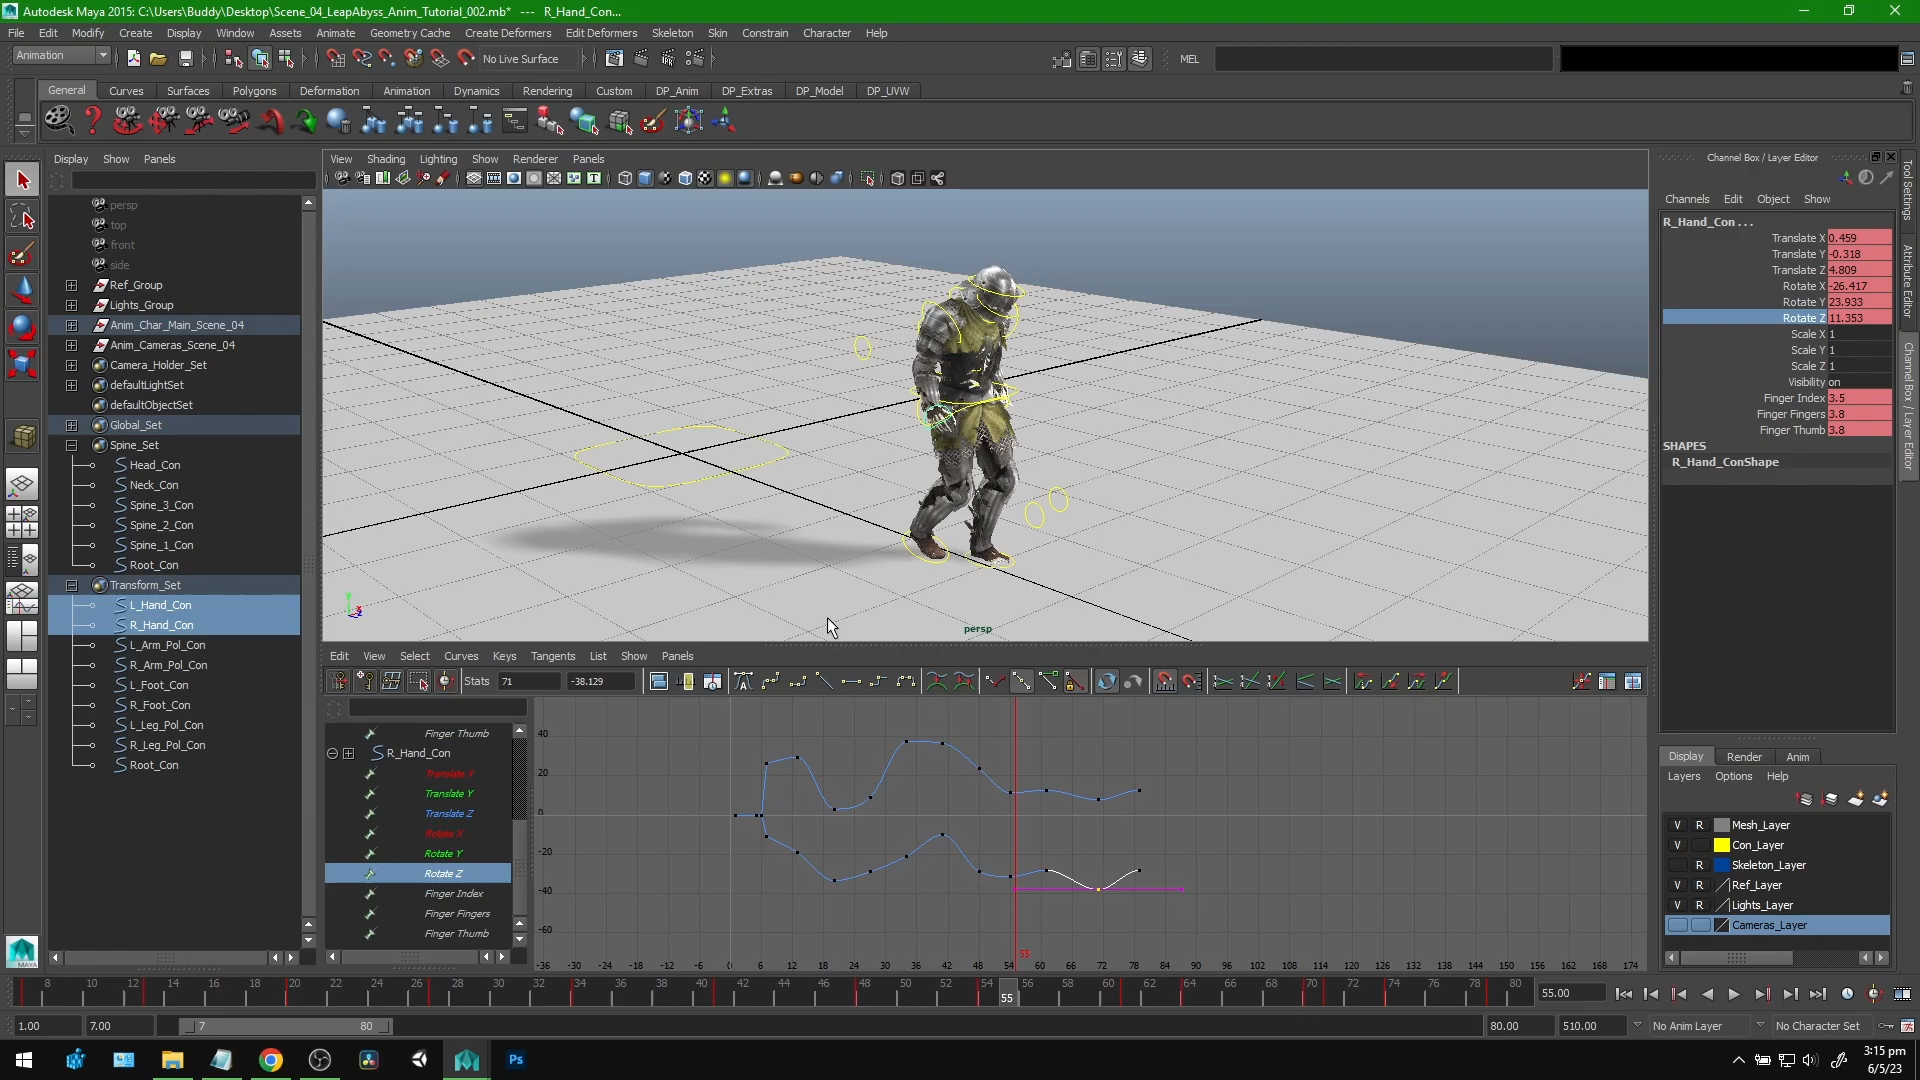 Autodesk Maya 2015: C:\Users\Buddy\Desktop\Scene_04_LeapAbyss_Anim_Tutorial_002.mb* --- R_Hand_Con...
File Edit Modify Create Display Window Assets Animate Geometry Cache Create Deformers Edit Deformers Skeleton Skin Constrain Character Help
Animation No Live Surface MEL
General Curves Surfaces Polygons Deformation Animation Dynamics Rendering Custom DP_Anim DP_Extras DP_Model DP_UVW
Display Show Panels
persp
top
front
side
Ref_Group
Lights_Group
Anim_Char_Main_Scene_04
Anim_Cameras_Scene_04
Camera_Holder_Set
defaultLightSet
defaultObjectSet
Global_Set
Spine_Set
Head_Con
Neck_Con
Spine_3_Con
Spine_2_Con
Spine_1_Con
Root_Con
Transform_Set
L_Hand_Con
R_Hand_Con
L_Arm_Pol_Con
R_Arm_Pol_Con
L_Foot_Con
R_Foot_Con
L_Leg_Pol_Con
R_Leg_Pol_Con
Root_Con
View Shading Lighting Show Renderer Panels
persp
Edit View Select Curves Keys Tangents List Show Panels
Stats 71 -38.129
Finger Thumb
R_Hand_Con
Translate X
Translate Y
Translate Z
Rotate X
Rotate Y
Rotate Z
Finger Index
Finger Fingers
Finger Thumb
40
20
0
-20
-40
-60
55
-36 -30 -24 -18 -12 -6 0 6 12 18 24 30 36 42 48 54 60 66 72 78 84 90 96 102 108 114 120 126 132 138 144 150 156 162 168 174
Channel Box / Layer Editor
Channels Edit Object Show
R_Hand_Con ...
Translate X 0.459
Translate Y -0.318
Translate Z 4.809
Rotate X -26.417
Rotate Y 23.933
Rotate Z 11.353
Scale X 1
Scale Y 1
Scale Z 1
Visibility on
Finger Index 3.5
Finger Fingers 3.8
Finger Thumb 3.8
SHAPES
R_Hand_ConShape
Tool Settings
Attribute Editor
Channel Box / Layer Editor
Display Render Anim
Layers Options Help
V R Mesh_Layer
V Con_Layer
R Skeleton_Layer
V R Ref_Layer
V R Lights_Layer
Cameras_Layer
8 10 12 14 16 18 20 22 24 26 28 30 32 34 36 38 40 42 44 46 48 50 52 54 56 58 60 62 64 66 68 70 72 74 76 78 80
55
55.00
1.00 7.00 7 80 80.00 510.00 No Anim Layer No Character Set
MAYA
Ps
3:15 pm
6/5/23